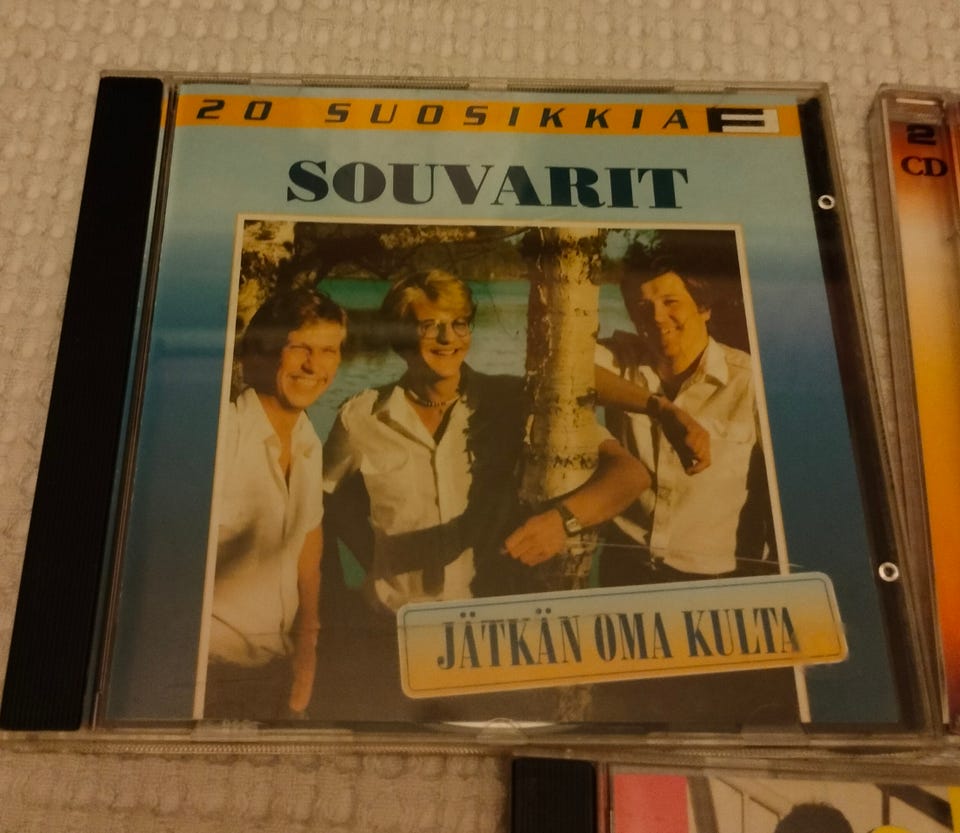 20 SUOSIKKIA F
SOUVARIT
JÄTKÄN OMA KULTA
2
CD